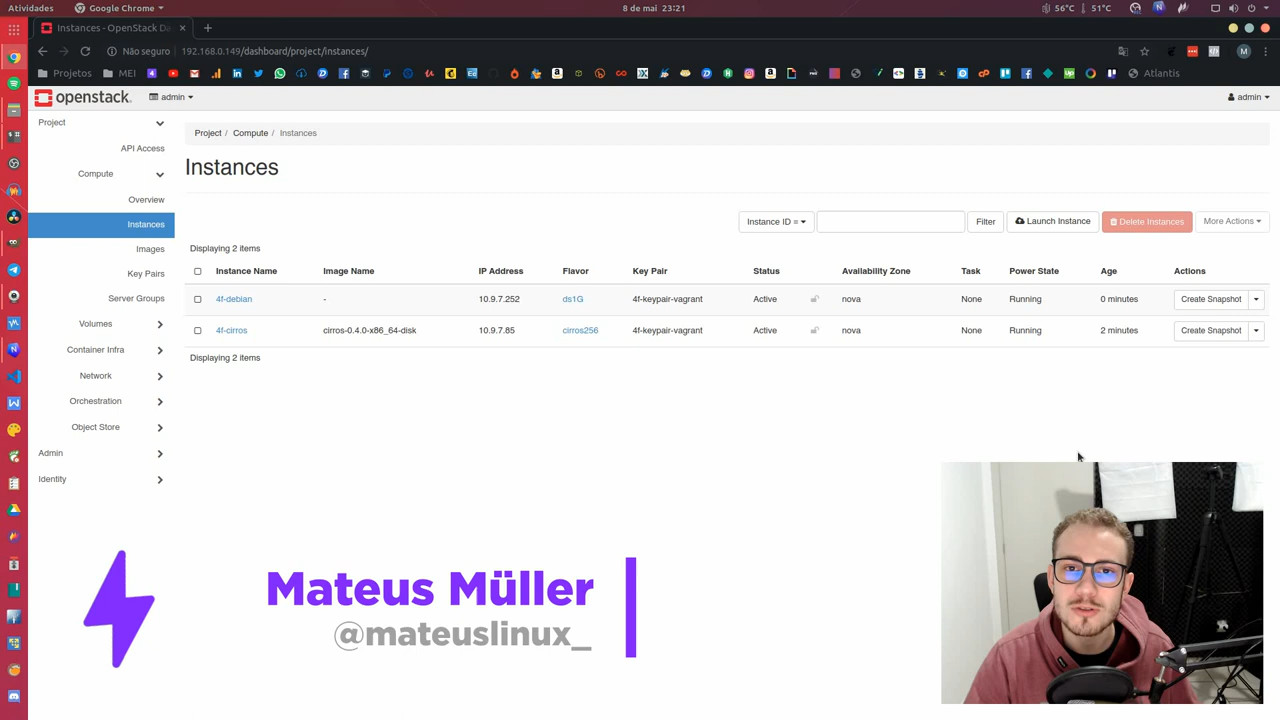 Atividades
Google Chrome
8 de mai 23:21
56°C
51°C
Instances - OpenStack Da
Não seguro
192.168.0.149/dashboard/project/instances/
Projetos
MEI
Atlantis
openstack.
admin
admin
Project
API Access
Compute
Overview
Instances
Images
Key Pairs
Server Groups
Volumes
Container Infra
Network
Orchestration
Object Store
Admin
Identity
Project / Compute / Instances
Instances
Instance ID =
Filter
Launch Instance
Delete Instances
More Actions
Displaying 2 items
Instance Name Image Name IP Address Flavor Key Pair Status Availability Zone Task Power State Age Actions
4f-debian - 10.9.7.252 ds1G 4f-keypair-vagrant Active nova None Running 0 minutes Create Snapshot
4f-cirros cirros-0.4.0-x86_64-disk 10.9.7.85 cirros256 4f-keypair-vagrant Active nova None Running 2 minutes Create Snapshot
Displaying 2 items
Mateus Müller
@mateuslinux_